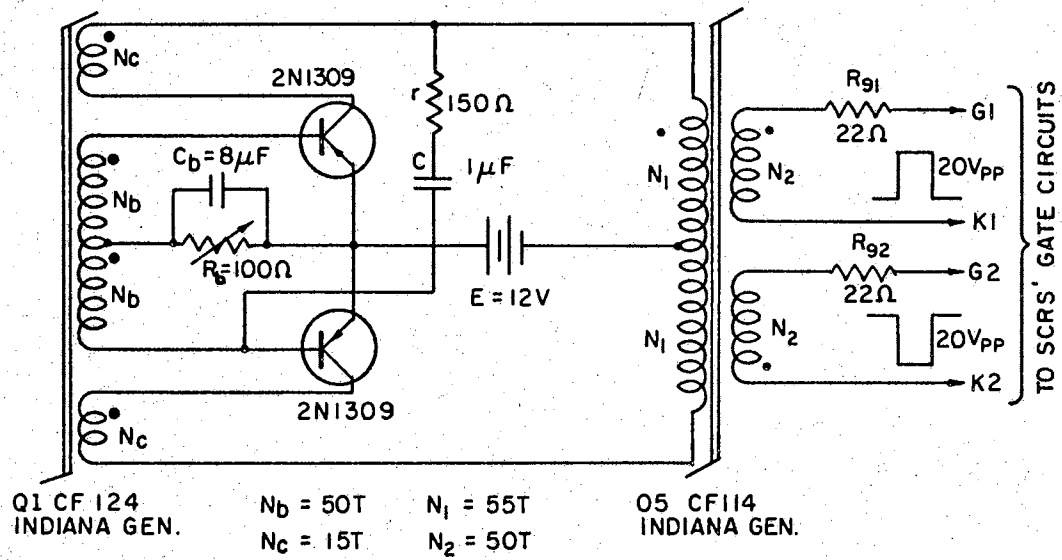 Nc
2N1309
r
150Ω
Cb=8μF
C
1μF
Nb
Rb=100Ω
Nb
E=12V
2N1309
Nc
N1
N1
R91
22Ω
G1
N2
20VPP
K1
R92
22Ω
G2
N2
20VPP
K2
TO SCRS' GATE CIRCUITS
Q1 CF 124
INDIANA GEN.
Nb = 50T
N1 = 55T
Nc = 15T
N2 = 50T
05 CF114
INDIANA GEN.